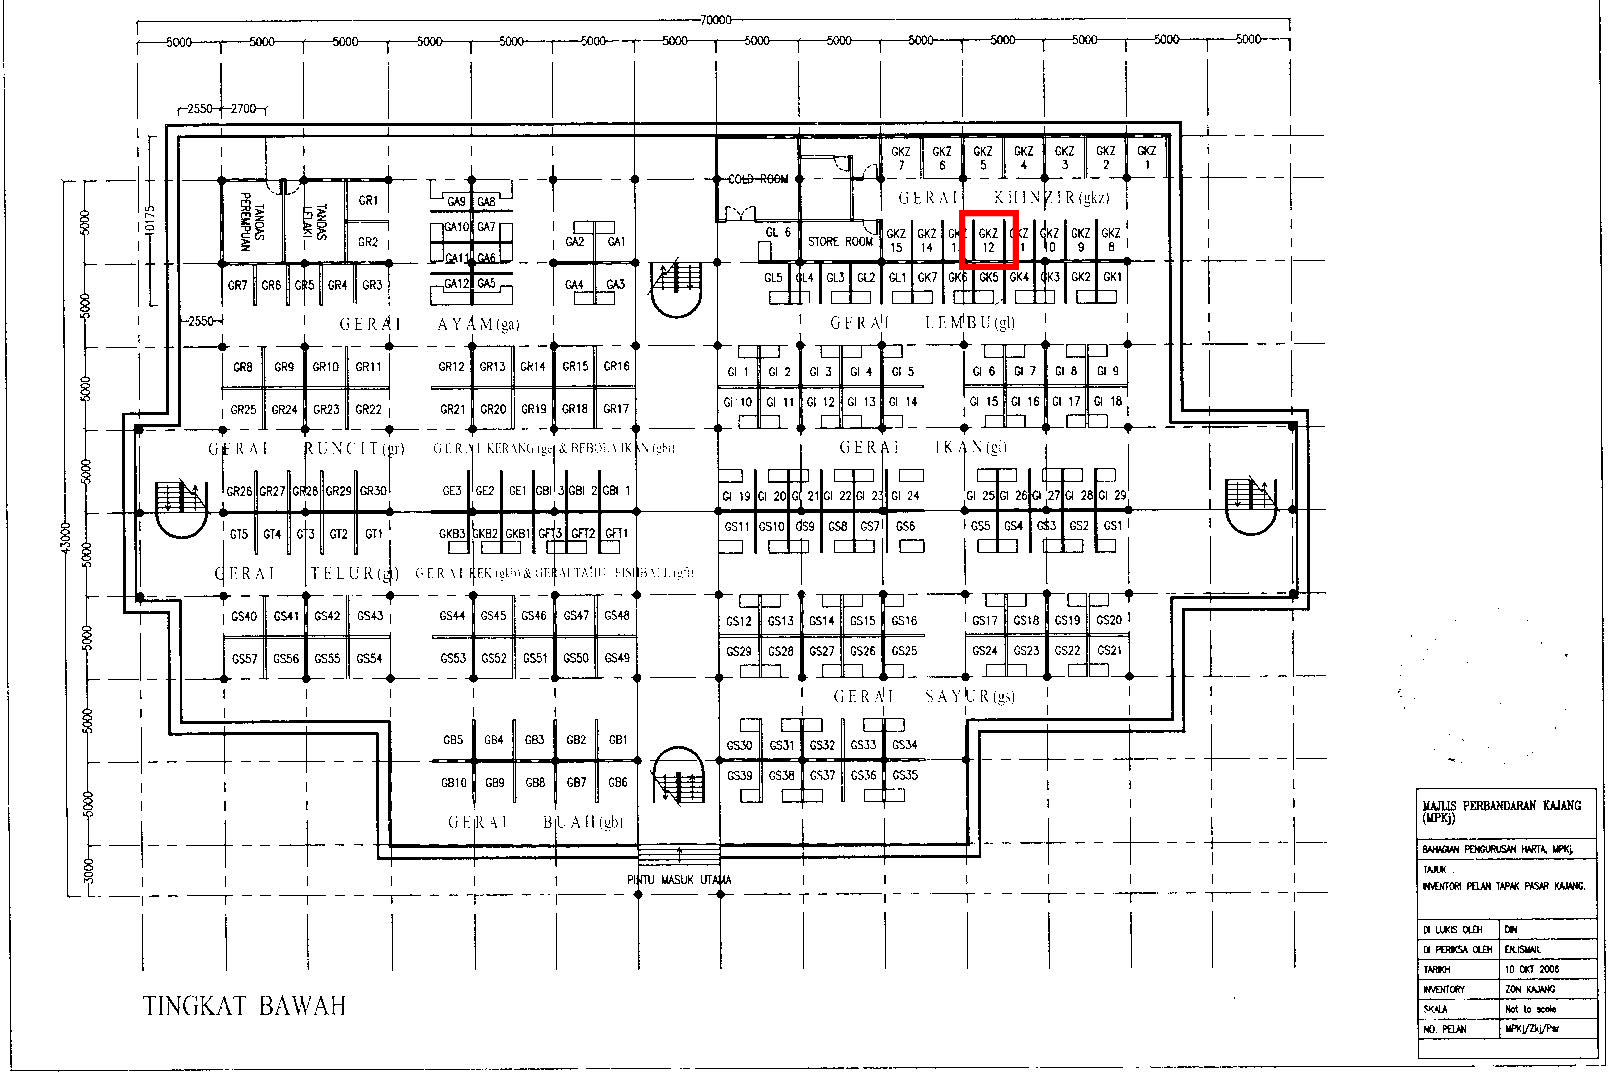 70000
5000 5000 5000 5000 5000 5000 5000 5000 5000 5000 5000 5000 5000 5000
2550 2700
GKZ 7 GKZ 6 GKZ 5 GKZ 4 GKZ 3 GKZ 2 GKZ 1
COLD ROOM
GERAI KHINZIR(gkz)
TANDAS PEREMPUAN
TANDAS LELAKI
GR1
GR2
GA9 GA8
GA10 GA7
GA11 GA6
GA12 GA5
GA2 GA1
GA4 GA3
GL 6
STORE ROOM
GKZ 15 GKZ 14 GKZ 12 GKZ 9 GKZ 8
10175
GR7 GR6 GR5 GR4 GR3
GL5 GL4 GL3 GL2 GL1 GK7 GK6 GK5 GK4 GK3 GK2 GK1
2550
GERAI AYAM(ga)
GERAI LEMBU(gl)
GR8 GR9 GR10 GR11 GR12 GR13 GR14 GR15 GR16
GI 1 GI 2 GI 3 GI 4 GI 5 GI 6 GI 7 GI 8 GI 9
GR25 GR24 GR23 GR22 GR21 GR20 GR19 GR18 GR17
GI 10 GI 11 GI 12 GI 13 GI 14 GI 15 GI 16 GI 17 GI 18
GERAI RUNCIT(gr)
GERAI KERANG(ge) & BEBOLA IKAN(gbi)
GERAI IKAN(gi)
GR26 GR27 GR28 GR29 GR30 GE3 GE2 GE1 GBI 3 GBI 2 GBI 1
GI 19 GI 20 GI 21 GI 22 GI 23 GI 24 GI 25 GI 26 GI 27 GI 28 GI 29
GT5 GT4 GT3 GT2 GT1 GKB3 GKB2 GKB1 GFT3 GFT2 GFT1
GS11 GS10 GS9 GS8 GS7 GS6 GS5 GS4 GS3 GS2 GS1
GERAI TELUR(gt)
GERAI KEK(gkb) & GERAI TAHU FISHBALL(gft)
GS40 GS41 GS42 GS43 GS44 GS45 GS46 GS47 GS48
GS12 GS13 GS14 GS15 GS16 GS17 GS18 GS19 GS20
GS57 GS56 GS55 GS54 GS53 GS52 GS51 GS50 GS49
GS29 GS28 GS27 GS26 GS25 GS24 GS23 GS22 GS21
GERAI SAYUR(gs)
GB5 GB4 GB3 GB2 GB1
GS30 GS31 GS32 GS33 GS34
GB10 GB9 GB8 GB7 GB6
GS39 GS38 GS37 GS36 GS35
GERAI BUAH(gb)
PINTU MASUK UTAMA
43000
5000 5000 5000 5000 5000 5000 5000 5000 3000
TINGKAT BAWAH
MAJLIS PERBANDARAN KAJANG
(MPKj)
BAHAGIAN PENGURUSAN HARTA, MPKj.
TAJUK
INVENTORI PELAN TAPAK PASAR KAJANG.
DI LUKIS OLEH DIN
DI PERIKSA OLEH EN.ISMAIL
TARIKH 10 OKT 2006
INVENTORY ZON KAJANG
SKALA Not to scale
NO. PELAN MPKj/Zkj/Psr